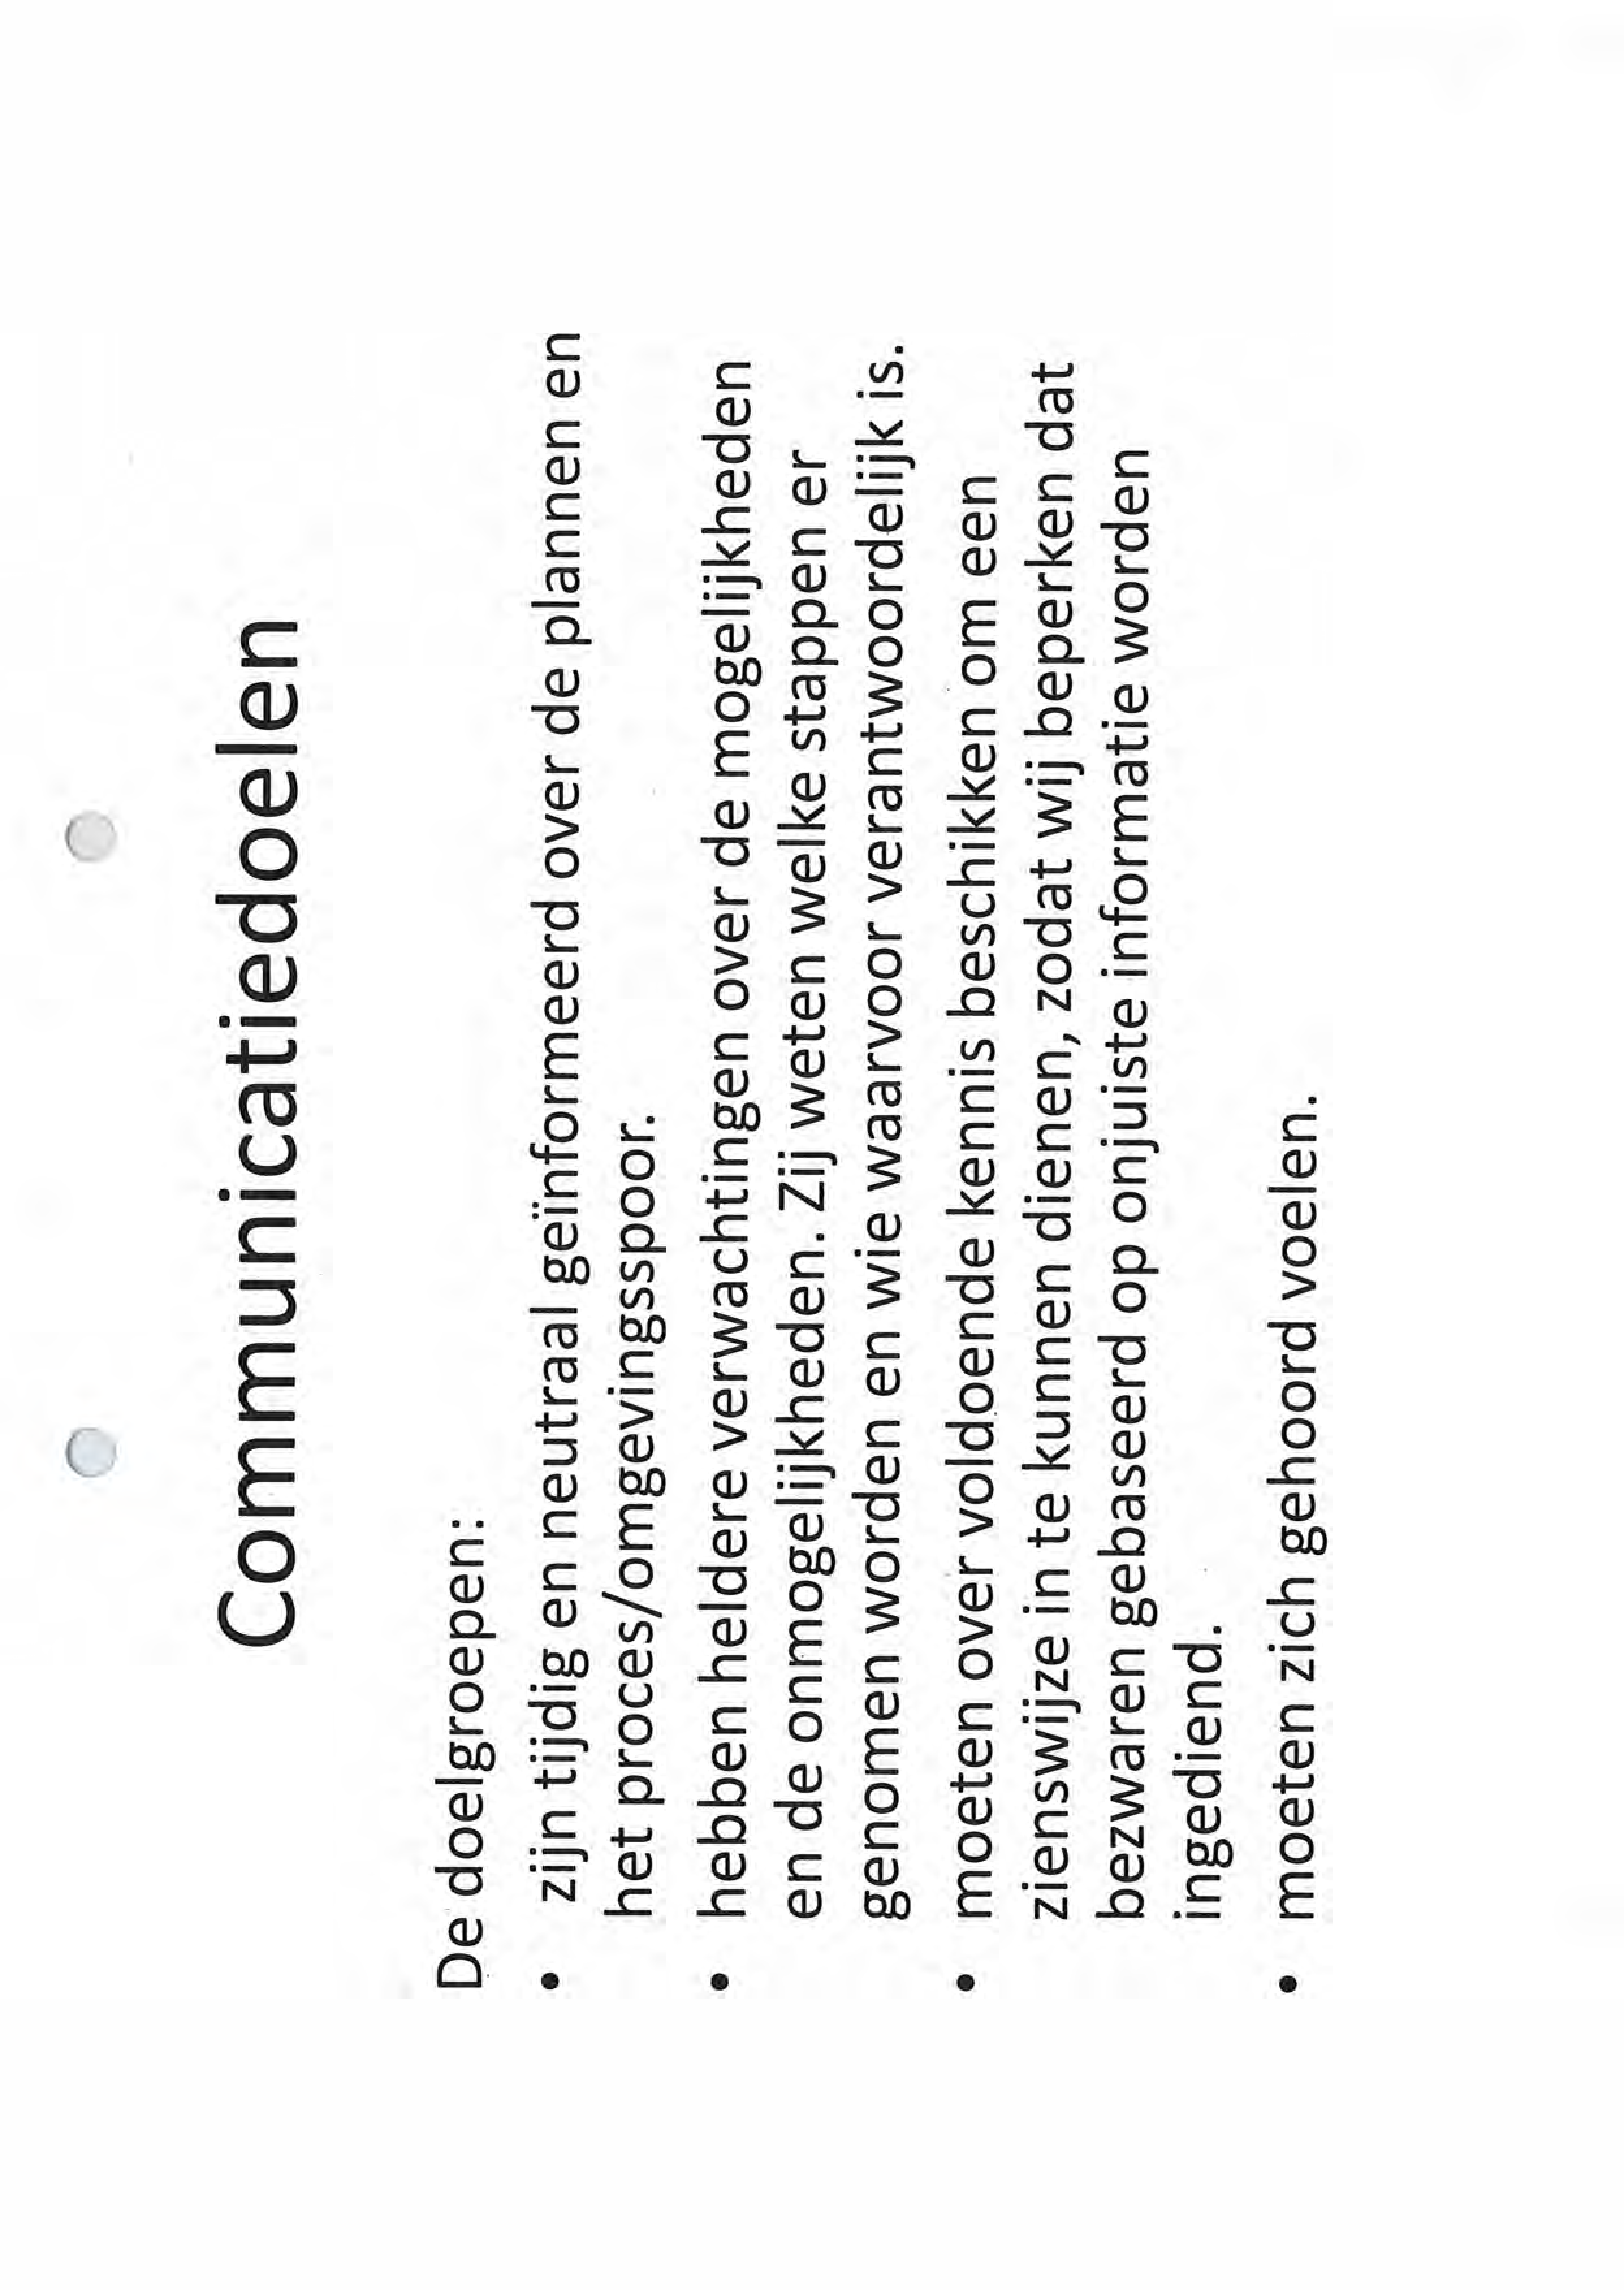 Communicatiedoelen
De doelgroepen:
• zijn tijdig en neutraal geïnformeerd over de plannen en
het proces/omgevingsspoor.
• hebben heldere verwachtingen over de mogelijkheden
en de onmogelijkheden. Zij weten welke stappen er
genomen worden en wie waarvoor verantwoordelijk is.
• moeten over voldoende kennis beschikken om een
zienswijze in te kunnen dienen, zodat wij beperken dat
bezwaren gebaseerd op onjuiste informatie worden
ingediend.
• moeten zich gehoord voelen.